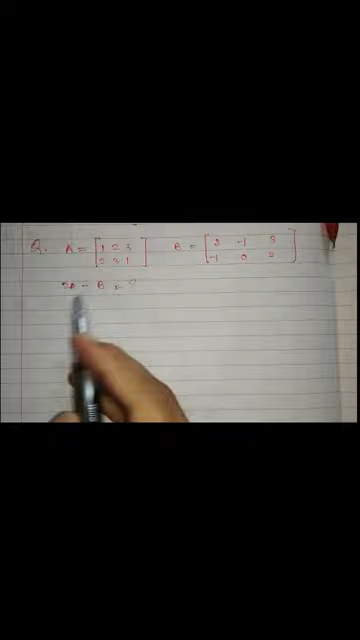 Q. A = [1 2 3 B = [3 -1 3
2 3 1] -1 0 2]
2A - B = ?